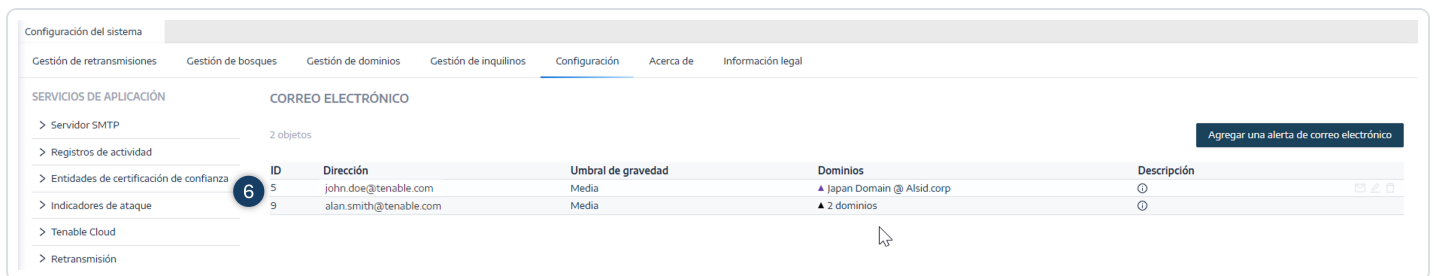 Configuración del sistema
Gestión de retransmisiones Gestión de bosques Gestión de dominios Gestión de inquilinos Configuración Acerca de Información legal
SERVICIOS DE APLICACIÓN
> Servidor SMTP
> Registros de actividad
> Entidades de certificación de confianza
> Indicadores de ataque
> Tenable Cloud
> Retransmisión
CORREO ELECTRÓNICO
2 objetos
Agregar una alerta de correo electrónico
ID Dirección Umbral de gravedad Dominios Descripción
6
5 john.doe@tenable.com Media Japan Domain @ Alsid.corp
9 alan.smith@tenable.com Media 2 dominios